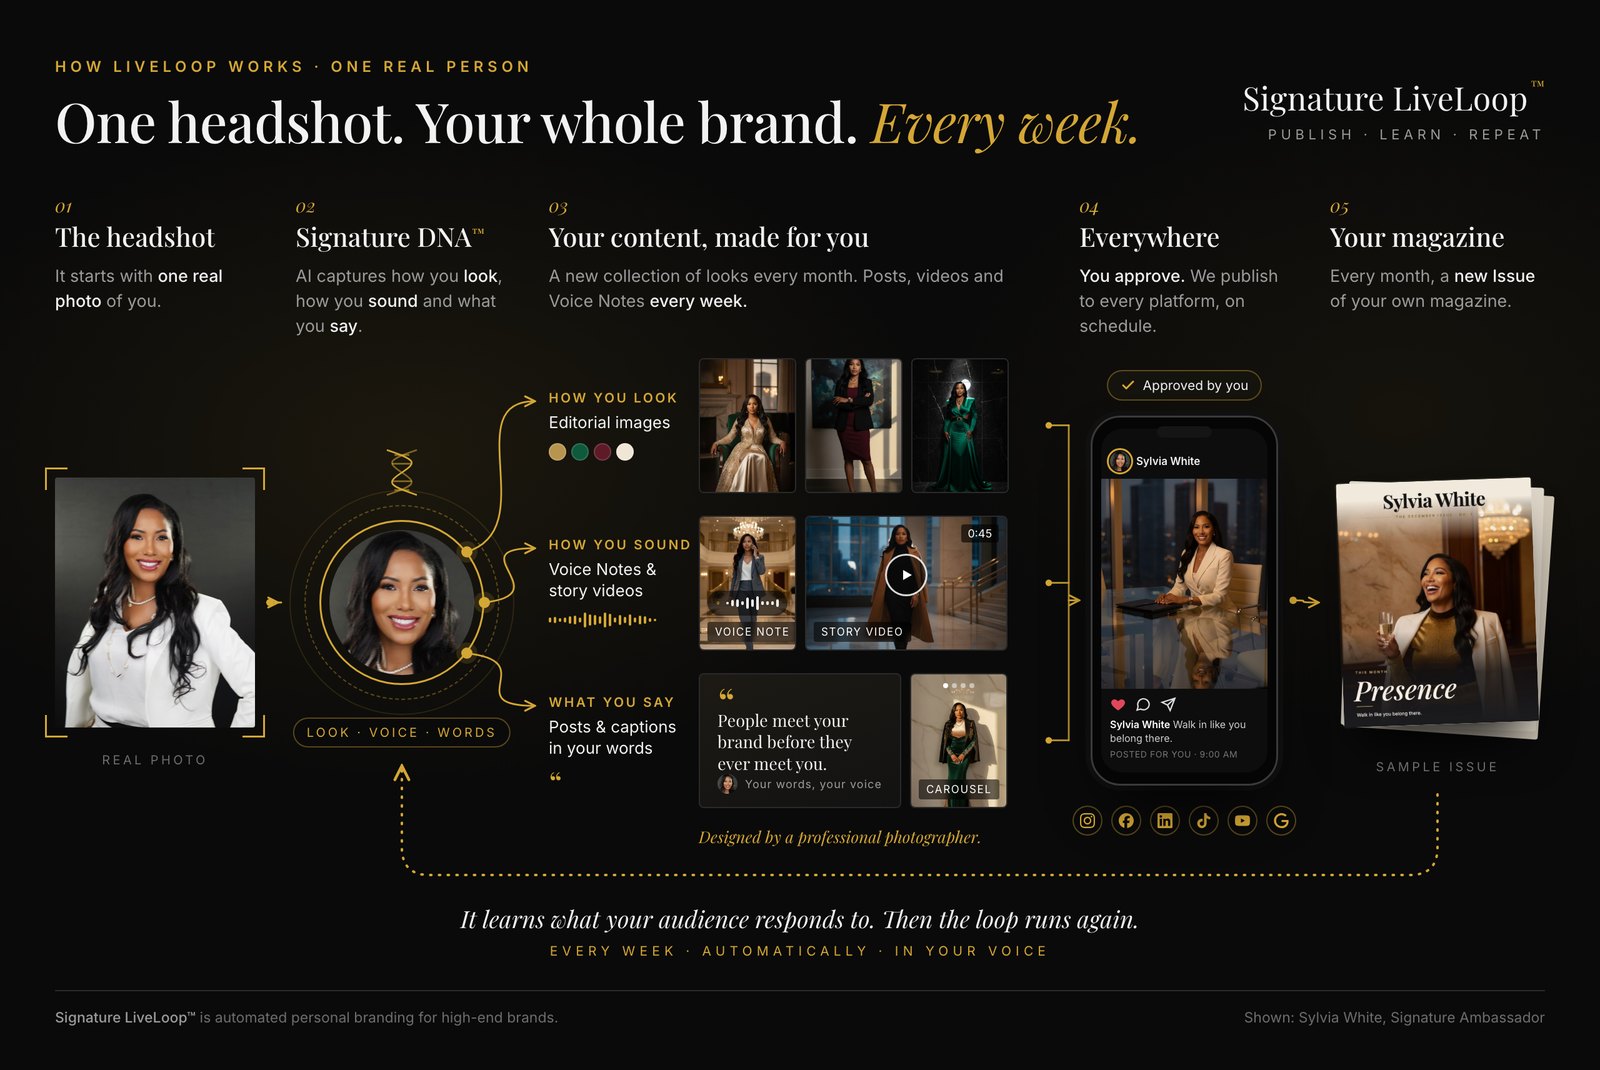 HOW LIVELOOP WORKS · ONE REAL PERSON
One headshot. Your whole brand. Every week.
Signature LiveLoop™
PUBLISH · LEARN · REPEAT
01
The headshot
It starts with one real
photo of you.
02
Signature DNA™
AI captures how you look,
how you sound and what
you say.
03
Your content, made for you
A new collection of looks every month. Posts, videos and
Voice Notes every week.
04
Everywhere
You approve. We publish
to every platform, on
schedule.
05
Your magazine
Every month, a new Issue
of your own magazine.
REAL PHOTO
LOOK · VOICE · WORDS
HOW YOU LOOK
Editorial images
HOW YOU SOUND
Voice Notes &
story videos
WHAT YOU SAY
Posts & captions
in your words
“
VOICE NOTE
0:45
STORY VIDEO
“
People meet your
brand before they
ever meet you.
Your words, your voice
CAROUSEL
Designed by a professional photographer.
Approved by you
Sylvia White
Sylvia White Walk in like you
belong there.
POSTED FOR YOU · 9:00 AM
Sylvia White
THIS MONTH
Presence
Walk in like you belong there.
SAMPLE ISSUE
It learns what your audience responds to. Then the loop runs again.
EVERY WEEK · AUTOMATICALLY · IN YOUR VOICE
Signature LiveLoop™ is automated personal branding for high-end brands.
Shown: Sylvia White, Signature Ambassador